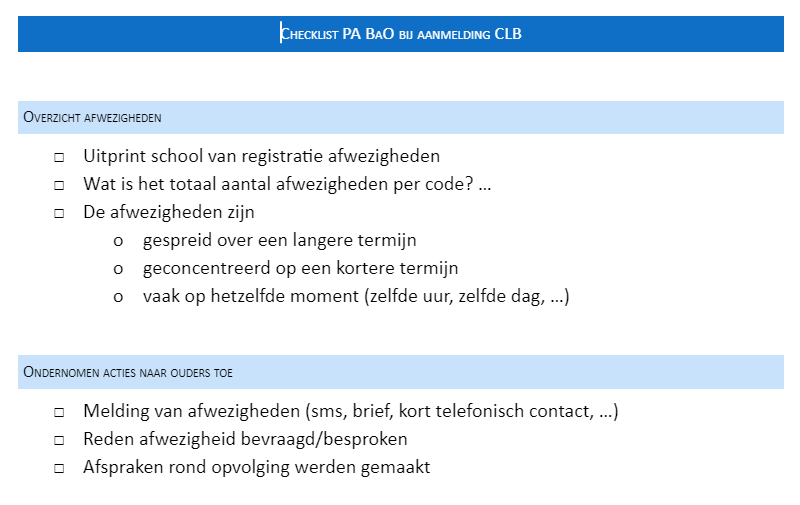 Checklist PA BaO bij aanmelding CLB
Overzicht afwezigheden
□ Uitprint school van registratie afwezigheden
□ Wat is het totaal aantal afwezigheden per code? ...
□ De afwezigheden zijn
o gespreid over een langere termijn
o geconcentreerd op een kortere termijn
o vaak op hetzelfde moment (zelfde uur, zelfde dag, ...)
Ondernomen acties naar ouders toe
□ Melding van afwezigheden (sms, brief, kort telefonisch contact, ...)
□ Reden afwezigheid bevraagd/besproken
□ Afspraken rond opvolging werden gemaakt